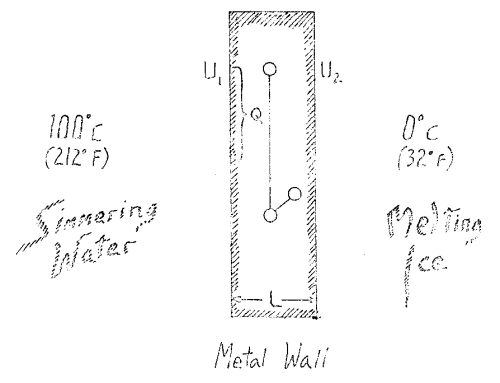 U₁
U₂
Q
100°C
(212°F)
0°C
(32°F)
Simmering
Water
Melting
Ice
L
Metal Wall